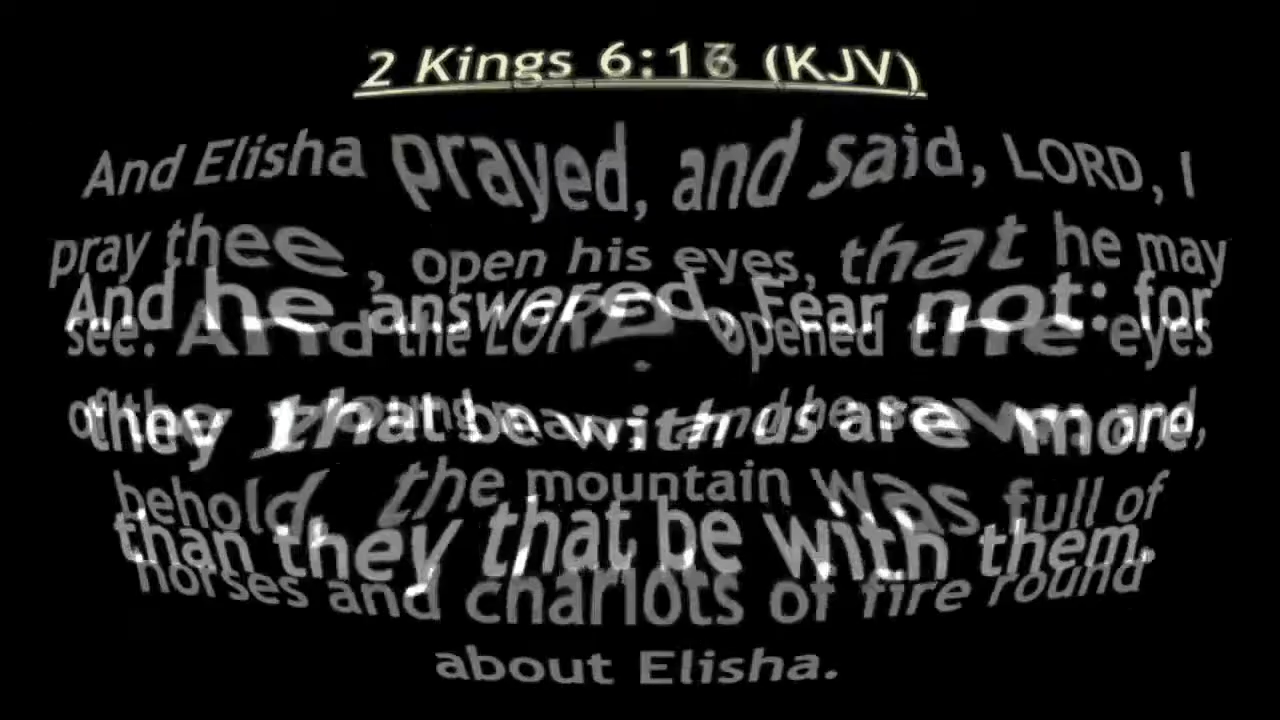 2 Kings 6:16 (KJV)
And Elisha prayed, and said, LORD, I
pray thee, open his eyes, that he may
And he answered, Fear not: for
see. And the LORD opened the eyes
they that be with us are more
of the young man; and he saw: and,
behold, the mountain was full of
than they that be with them.
horses and chariots of fire round
about Elisha.